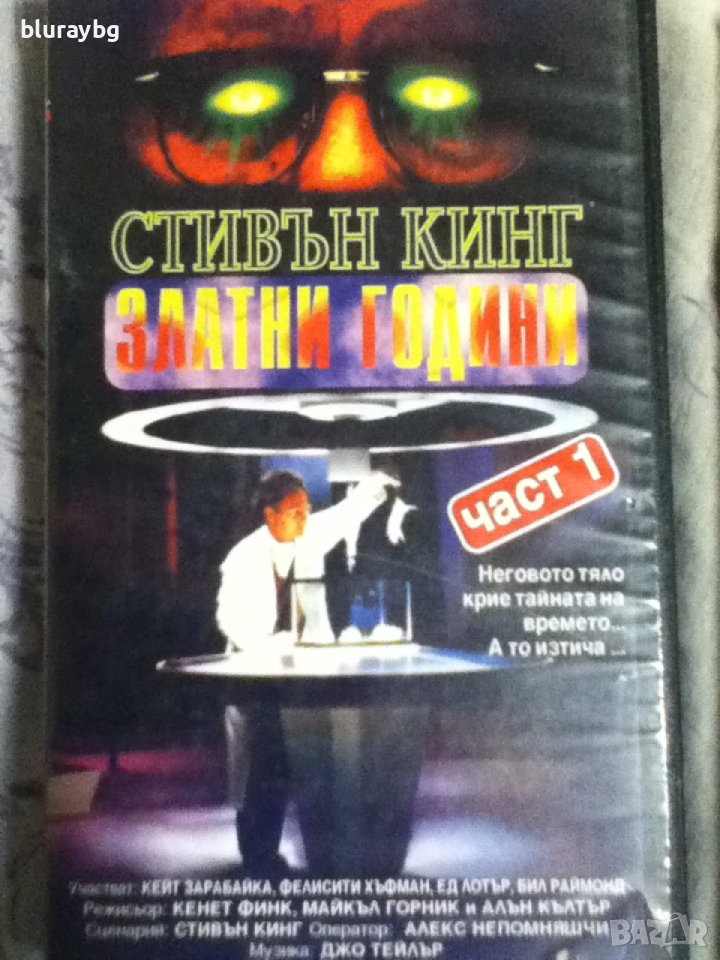 bluraybg
СТИВЪН КИНГ
ЗЛАТНИ ГОДИНИ
част 1
Неговото тяло
крие тайната на
времето...
А то изтича ...
Участват: КЕЙТ ЗАРАБАЙКА, ФЕЛИСИТИ ХЪФМАН, ЕД ЛОТЪР, БИЛ РАЙМОНД
Режисьор: КЕНЕТ ФИНК, МАЙКЪЛ ГОРНИК и АЛЪН КЪЛТЪР
Сценарий: СТИВЪН КИНГ Оператор: АЛЕКС НЕПОМНЯШЧИ
Музика: ДЖО ТЕЙЛЪР
BAZAR